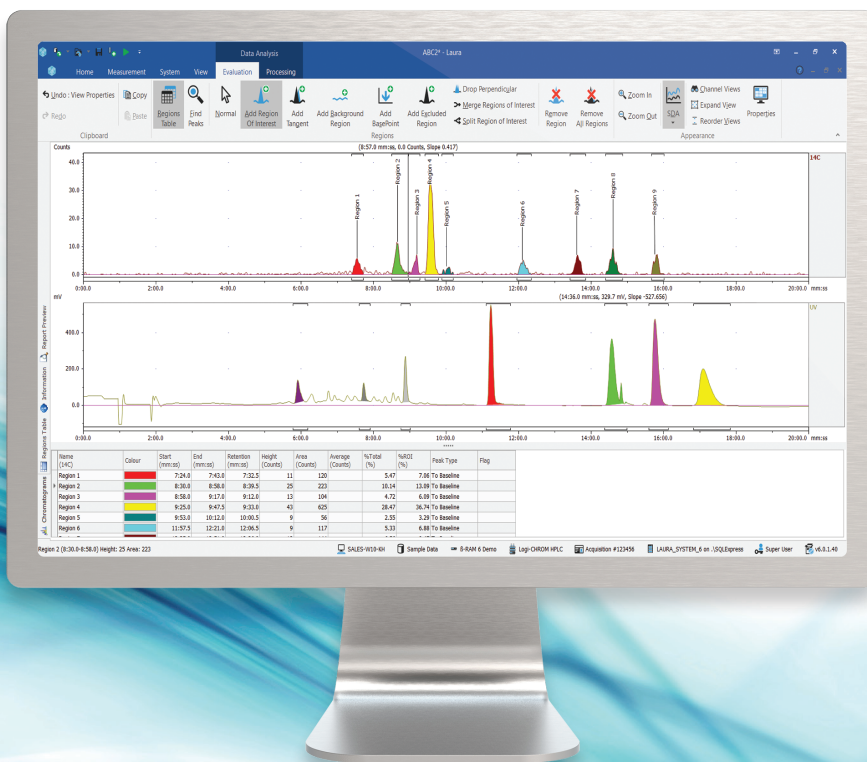 Data Analysis
ABC2* - Laura
Home Measurement System View Evaluation Processing
Undo : View Properties
Redo
Copy
Paste
Clipboard
Regions Table
Find Peaks
Normal
Add Region Of Interest
Add Tangent
Add Background Region
Add BasePoint
Add Excluded Region
Drop Perpendicular
Merge Regions of Interest
Split Region of Interest
Regions
Remove Region
Remove All Regions
Zoom In
Zoom Out
SDA
Channel Views
Expand View
Reorder Views
Properties
Appearance
Counts
(8:57.0 mm:ss, 0.0 Counts, Slope 0.417)
14C
40.0
30.0
20.0
10.0
0.0
Region 1
Region 2
Region 3
Region 4
Region 5
Region 6
Region 7
Region 8
Region 9
0:00.0 2:00.0 4:00.0 6:00.0 8:00.0 10:00.0 12:00.0 14:00.0 16:00.0 18:00.0 20:00.0 mm:ss
mV
(14:36.0 mm:ss, 329.7 mV, Slope -527.656)
UV
400.0
200.0
0.0
0:00.0 2:00.0 4:00.0 6:00.0 8:00.0 10:00.0 12:00.0 14:00.0 16:00.0 18:00.0 20:00.0 mm:ss
Report Preview
Information
Regions Table
Chromatograms
Name (14C) Colour Start (mm:ss) End (mm:ss) Retention (mm:ss) Height (Counts) Area (Counts) Average (Counts) %Total (%) %ROI (%) Peak Type Flag
Region 1 7:24.0 7:43.0 7:32.5 11 120 5.47 7.06 To Baseline
Region 2 8:30.0 8:58.0 8:39.5 25 223 10.14 13.09 To Baseline
Region 3 8:58.0 9:17.0 9:12.0 13 104 4.72 6.09 To Baseline
Region 4 9:25.0 9:47.5 9:33.0 43 625 28.47 36.74 To Baseline
Region 5 9:53.0 10:12.0 10:00.5 9 56 2.55 3.29 To Baseline
Region 6 11:57.5 12:21.0 12:06.5 9 117 5.33 6.88 To Baseline
Region 2 (8:30.0-8:58.0) Height: 25 Area: 223
SALES-W10-KH
Sample Data
β-RAM 6 Demo
Logi-CHROM HPLC
Acquisition #123456
LAURA_SYSTEM_6 on .\SQLExpress
Super User
v6.0.1.40